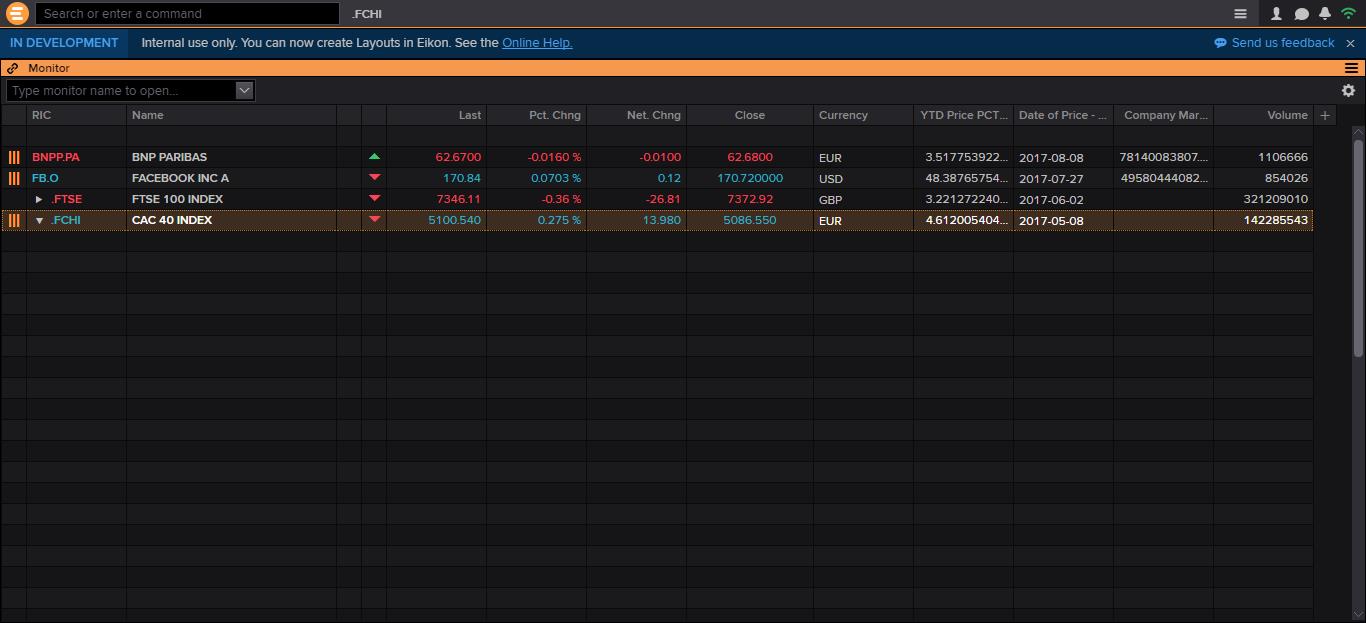 Search or enter a command .FCHI
IN DEVELOPMENT Internal use only. You can now create Layouts in Eikon. See the Online Help. Send us feedback
Monitor
Type monitor name to open...
RIC Name Last Pct. Chng Net. Chng Close Currency YTD Price PCT... Date of Price - ... Company Mar... Volume +
BNPP.PA BNP PARIBAS 62.6700 -0.0160 % -0.0100 62.6800 EUR 3.517753922... 2017-08-08 78140083807.... 1106666
FB.O FACEBOOK INC A 170.84 0.0703 % 0.12 170.720000 USD 48.38765754... 2017-07-27 49580444082... 854026
.FTSE FTSE 100 INDEX 7346.11 -0.36 % -26.81 7372.92 GBP 3.221272240... 2017-06-02 321209010
.FCHI CAC 40 INDEX 5100.540 0.275 % 13.980 5086.550 EUR 4.612005404... 2017-05-08 142285543